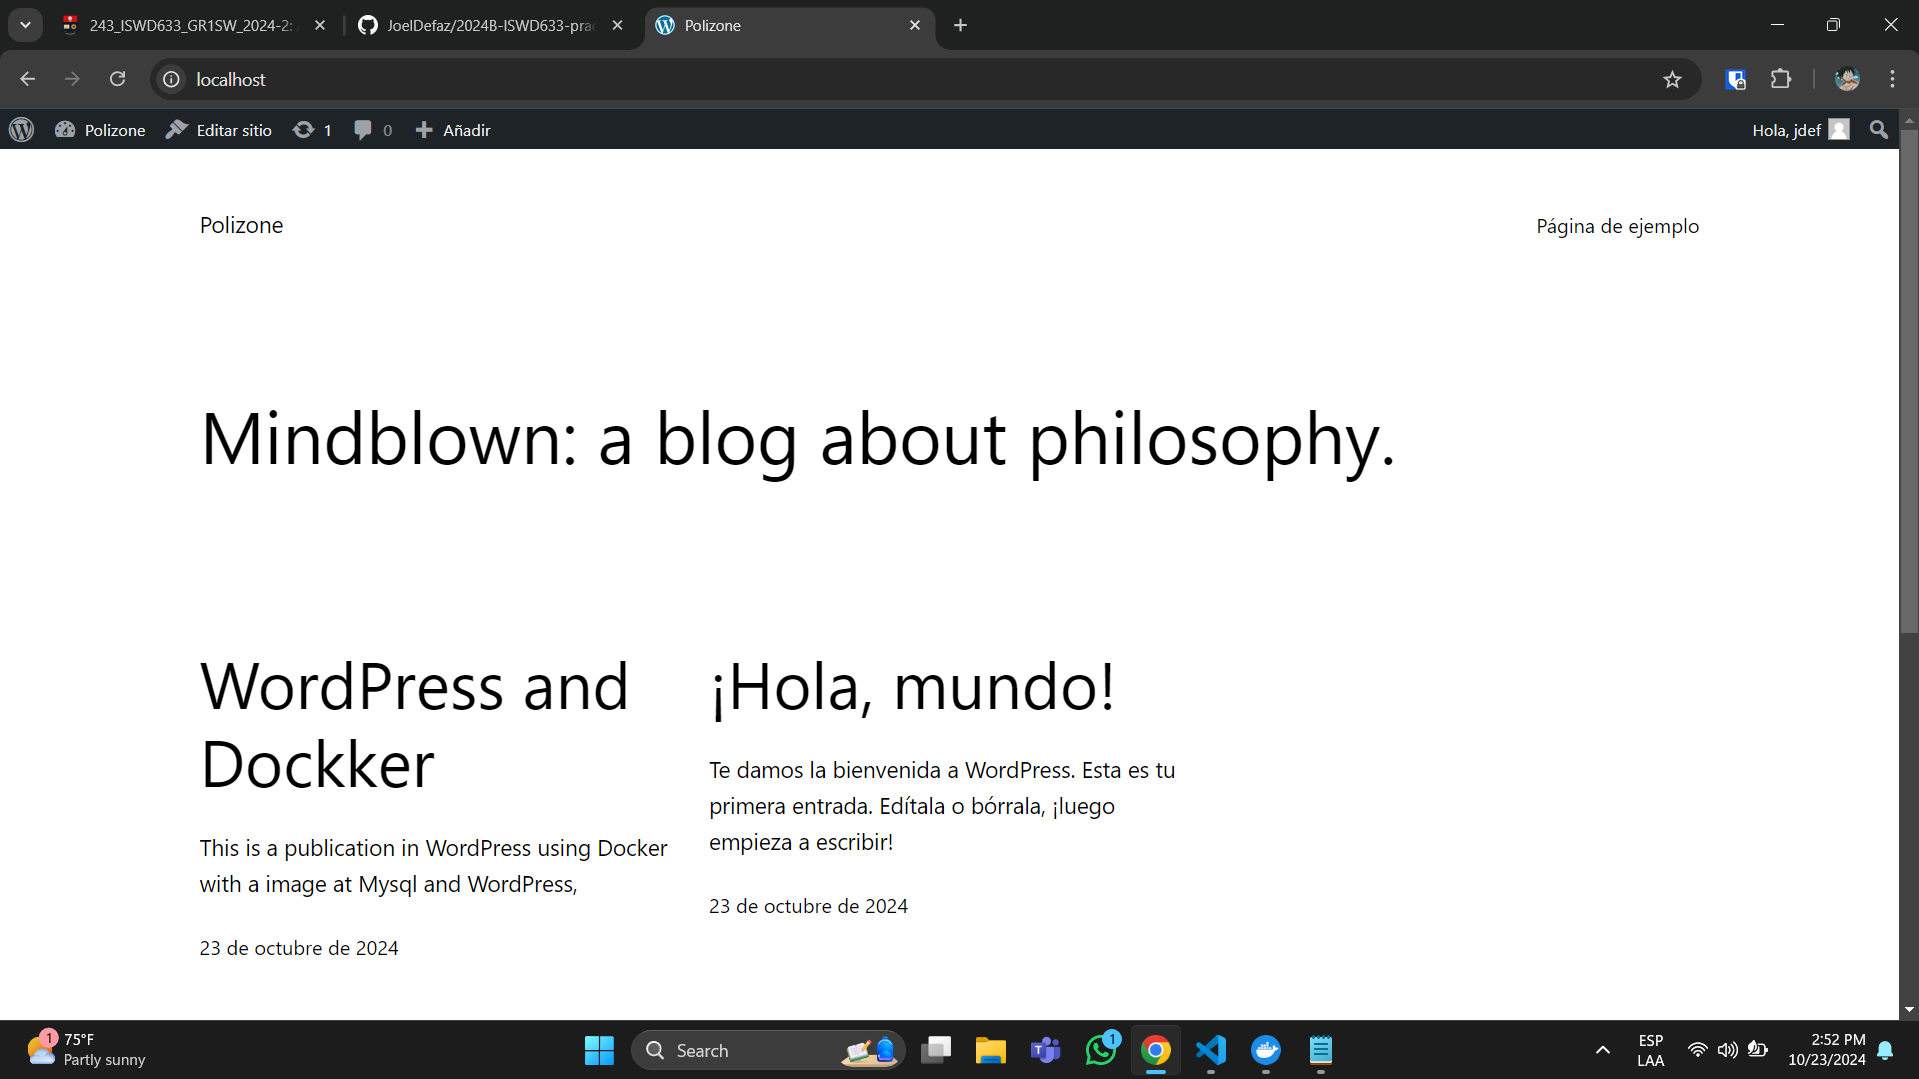 243_ISWD633_GR1SW_2024-2:
JoelDefaz/2024B-ISWD633-prac
Polizone
localhost
Polizone
Editar sitio
1
0
Añadir
Hola, jdef
Polizone
Página de ejemplo
Mindblown: a blog about philosophy.
WordPress and
Dockker
This is a publication in WordPress using Docker
with a image at Mysql and WordPress,
23 de octubre de 2024
¡Hola, mundo!
Te damos la bienvenida a WordPress. Esta es tu
primera entrada. Edítala o bórrala, ¡luego
empieza a escribir!
23 de octubre de 2024
1
75°F
Partly sunny
Search
1
ESP
LAA
2:52 PM
10/23/2024